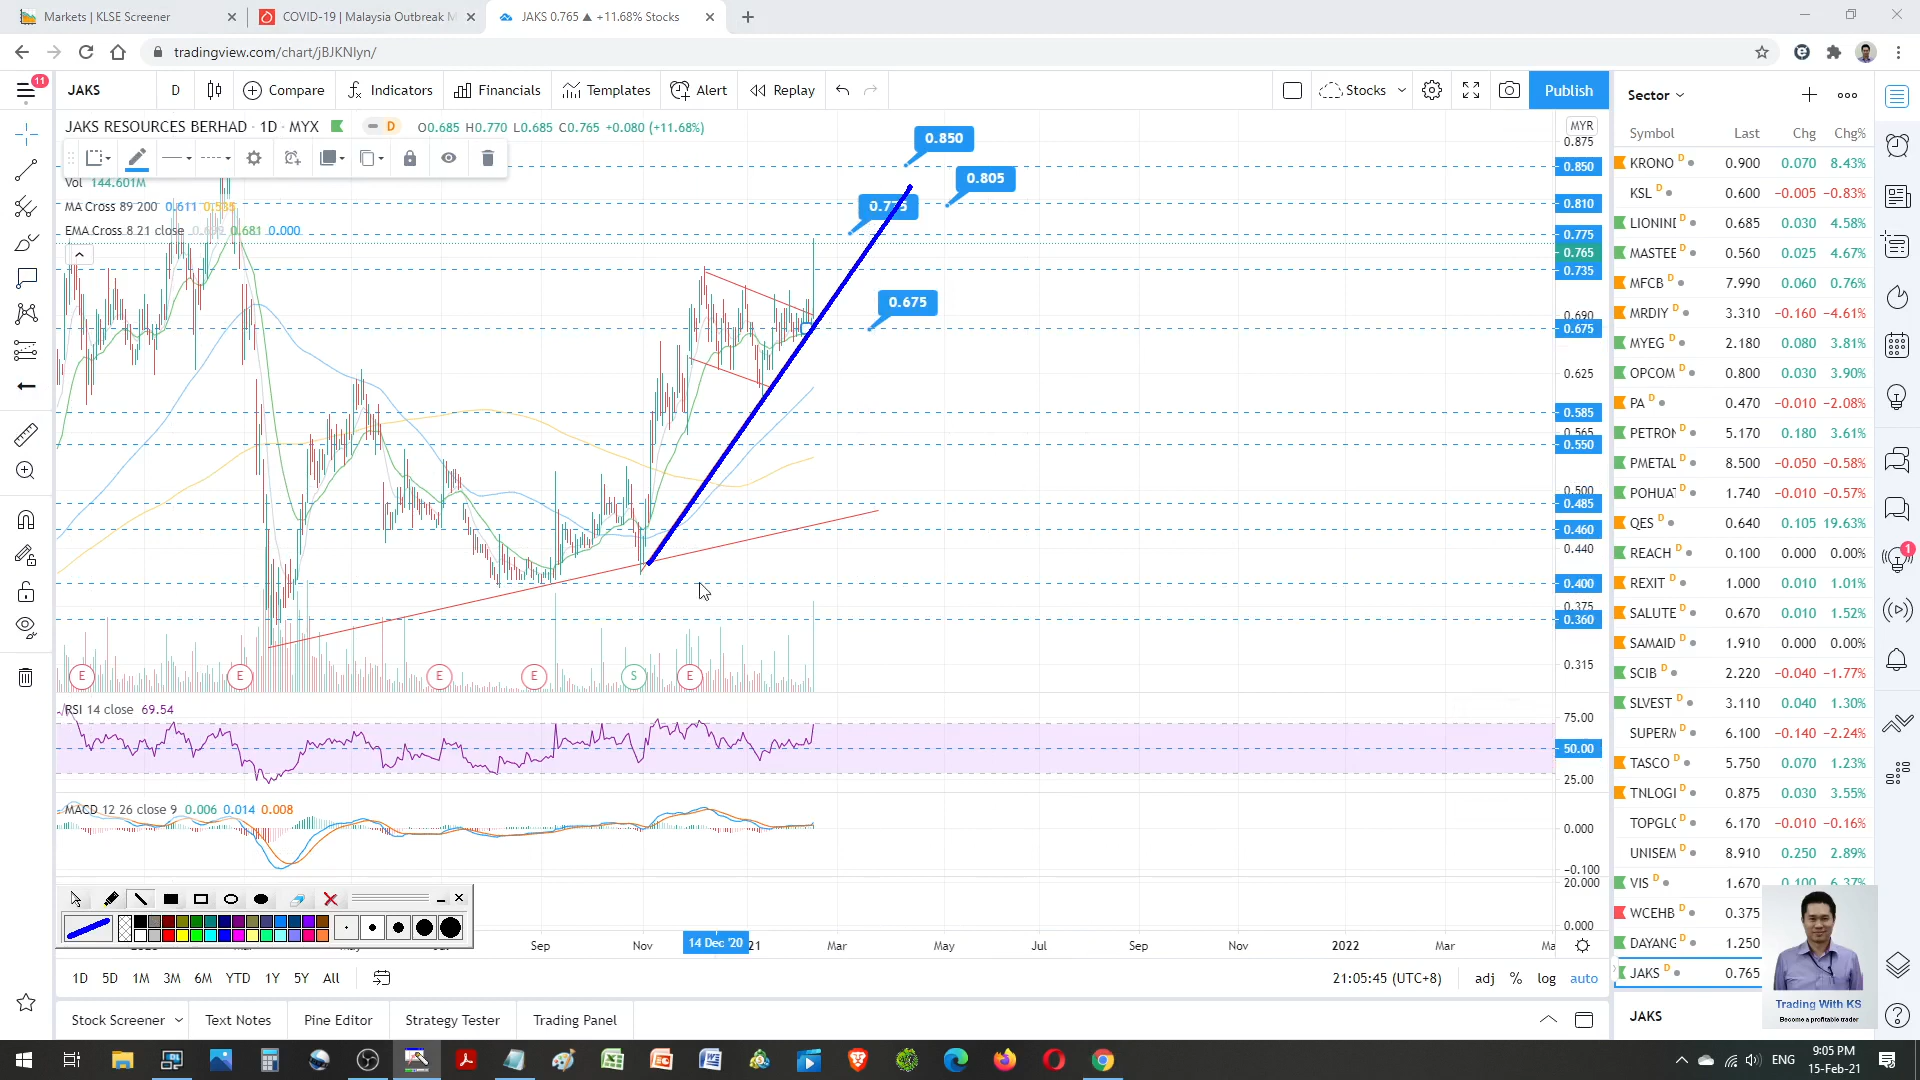 Markets | KLSE Screener
COVID-19 | Malaysia Outbreak M
JAKS 0.765 ▲ +11.68% Stocks
tradingview.com/chart/jBJKNIyn/
11
JAKS
D
Compare
Indicators
Financials
Templates
Alert
Replay
Stocks
Publish
JAKS RESOURCES BERHAD · 1D · MYX
D
O0.685 H0.770 L0.685 C0.765 +0.080 (+11.68%)
Vol 144.601M
MA Cross 89 200 0.611 0.535
EMA Cross 8 21 close 0.681 0.000
0.850
0.805
0.775
0.675
MYR
0.875
0.850
0.810
0.775
0.765
0.735
0.690
0.675
0.625
0.585
0.565
0.550
0.500
0.485
0.460
0.440
0.400
0.375
0.360
0.315
E
E
E
E
S
E
RSI 14 close 69.54
75.00
50.00
25.00
MACD 12 26 close 9 0.006 0.014 0.008
0.000
-0.100
20.000
0.000
Sep
Nov
14 Dec '20
21
Mar
May
Jul
Sep
Nov
2022
Mar
Ma
1D 5D 1M 3M 6M YTD 1Y 5Y All
21:05:45 (UTC+8)
adj % log auto
Stock Screener
Text Notes
Pine Editor
Strategy Tester
Trading Panel
Sector
Symbol Last Chg Chg%
KRONO D 0.900 0.070 8.43%
KSL D 0.600 −0.005 −0.83%
LIONIND D 0.685 0.030 4.58%
MASTEE D 0.560 0.025 4.67%
MFCB D 7.990 0.060 0.76%
MRDIY D 3.310 −0.160 −4.61%
MYEG D 2.180 0.080 3.81%
OPCOM D 0.800 0.030 3.90%
PA D 0.470 −0.010 −2.08%
PETRON D 5.170 0.180 3.61%
PMETAL D 8.500 −0.050 −0.58%
POHUAT D 1.740 −0.010 −0.57%
QES D 0.640 0.105 19.63%
REACH D 0.100 0.000 0.00%
REXIT D 1.000 0.010 1.01%
SALUTE D 0.670 0.010 1.52%
SAMAID D 1.910 0.000 0.00%
SCIB D 2.220 −0.040 −1.77%
SLVEST D 3.110 0.040 1.30%
SUPERM D 6.100 −0.140 −2.24%
TASCO D 5.750 0.070 1.23%
TNLOGI D 0.875 0.030 3.55%
TOPGLO D 6.170 −0.010 −0.16%
UNISEM D 8.910 0.250 2.89%
VIS D 1.670 0.100 6.37%
WCEHB D 0.375
DAYANG D 1.250
JAKS D 0.765
JAKS
1
Trading With KS
Become a profitable trader
ENG
9:05 PM
15-Feb-21